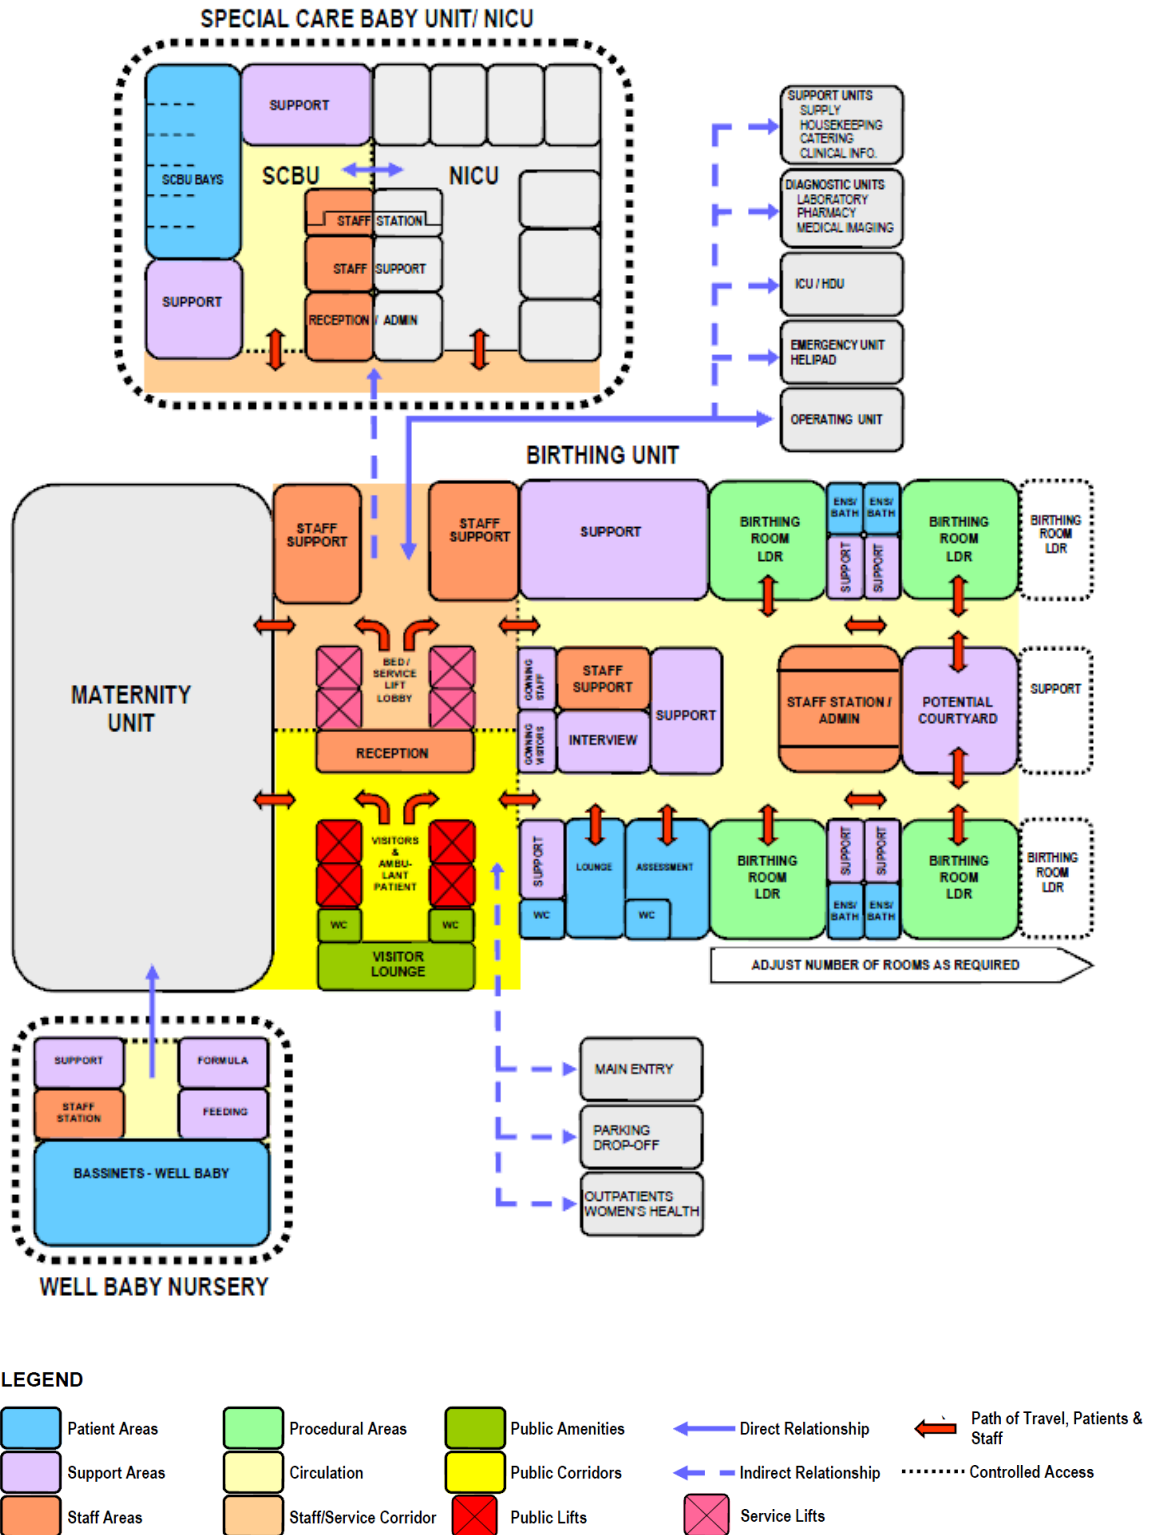 SPECIAL CARE BABY UNIT/ NICU
SUPPORT
SCBU BAYS
SCBU
NICU
STAFF STATION
STAFF SUPPORT
SUPPORT
RECEPTION / ADMIN
SUPPORT UNITS
SUPPLY
HOUSEKEEPING
CATERING
CLINICAL INFO.
DIAGNOSTIC UNITS
LABORATORY
PHARMACY
MEDICAL IMAGIING
ICU / HDU
EMERGENCY UNIT
HELIPAD
OPERATING UNIT
BIRTHING UNIT
STAFF
SUPPORT
STAFF
SUPPORT
SUPPORT
BIRTHING
ROOM
LDR
ENS/
BATH
ENS/
BATH
SUPPORT
SUPPORT
BIRTHING
ROOM
LDR
BIRTHING
ROOM
LDR
MATERNITY
UNIT
BED /
SERVICE
LIFT
LOBBY
GOWNING
STAFF
STAFF
SUPPORT
SUPPORT
GOWNING
VISITORS
INTERVIEW
STAFF STATION /
ADMIN
POTENTIAL
COURTYARD
SUPPORT
RECEPTION
VISITORS
&
AMBU-
LANT
PATIENT
WC
WC
VISITOR
LOUNGE
SUPPORT
WC
LOUNGE
ASSESSMENT
WC
BIRTHING
ROOM
LDR
SUPPORT
SUPPORT
ENS/
BATH
ENS/
BATH
BIRTHING
ROOM
LDR
BIRTHING
ROOM
LDR
ADJUST NUMBER OF ROOMS AS REQUIRED
SUPPORT
FORMULA
STAFF
STATION
FEEDING
BASSINETS - WELL BABY
WELL BABY NURSERY
MAIN ENTRY
PARKING
DROP-OFF
OUTPATIENTS
WOMEN'S HEALTH
LEGEND
Patient Areas
Procedural Areas
Public Amenities
Direct Relationship
Path of Travel, Patients &
Staff
Support Areas
Circulation
Public Corridors
Indirect Relationship
Controlled Access
Staff Areas
Staff/Service Corridor
Public Lifts
Service Lifts